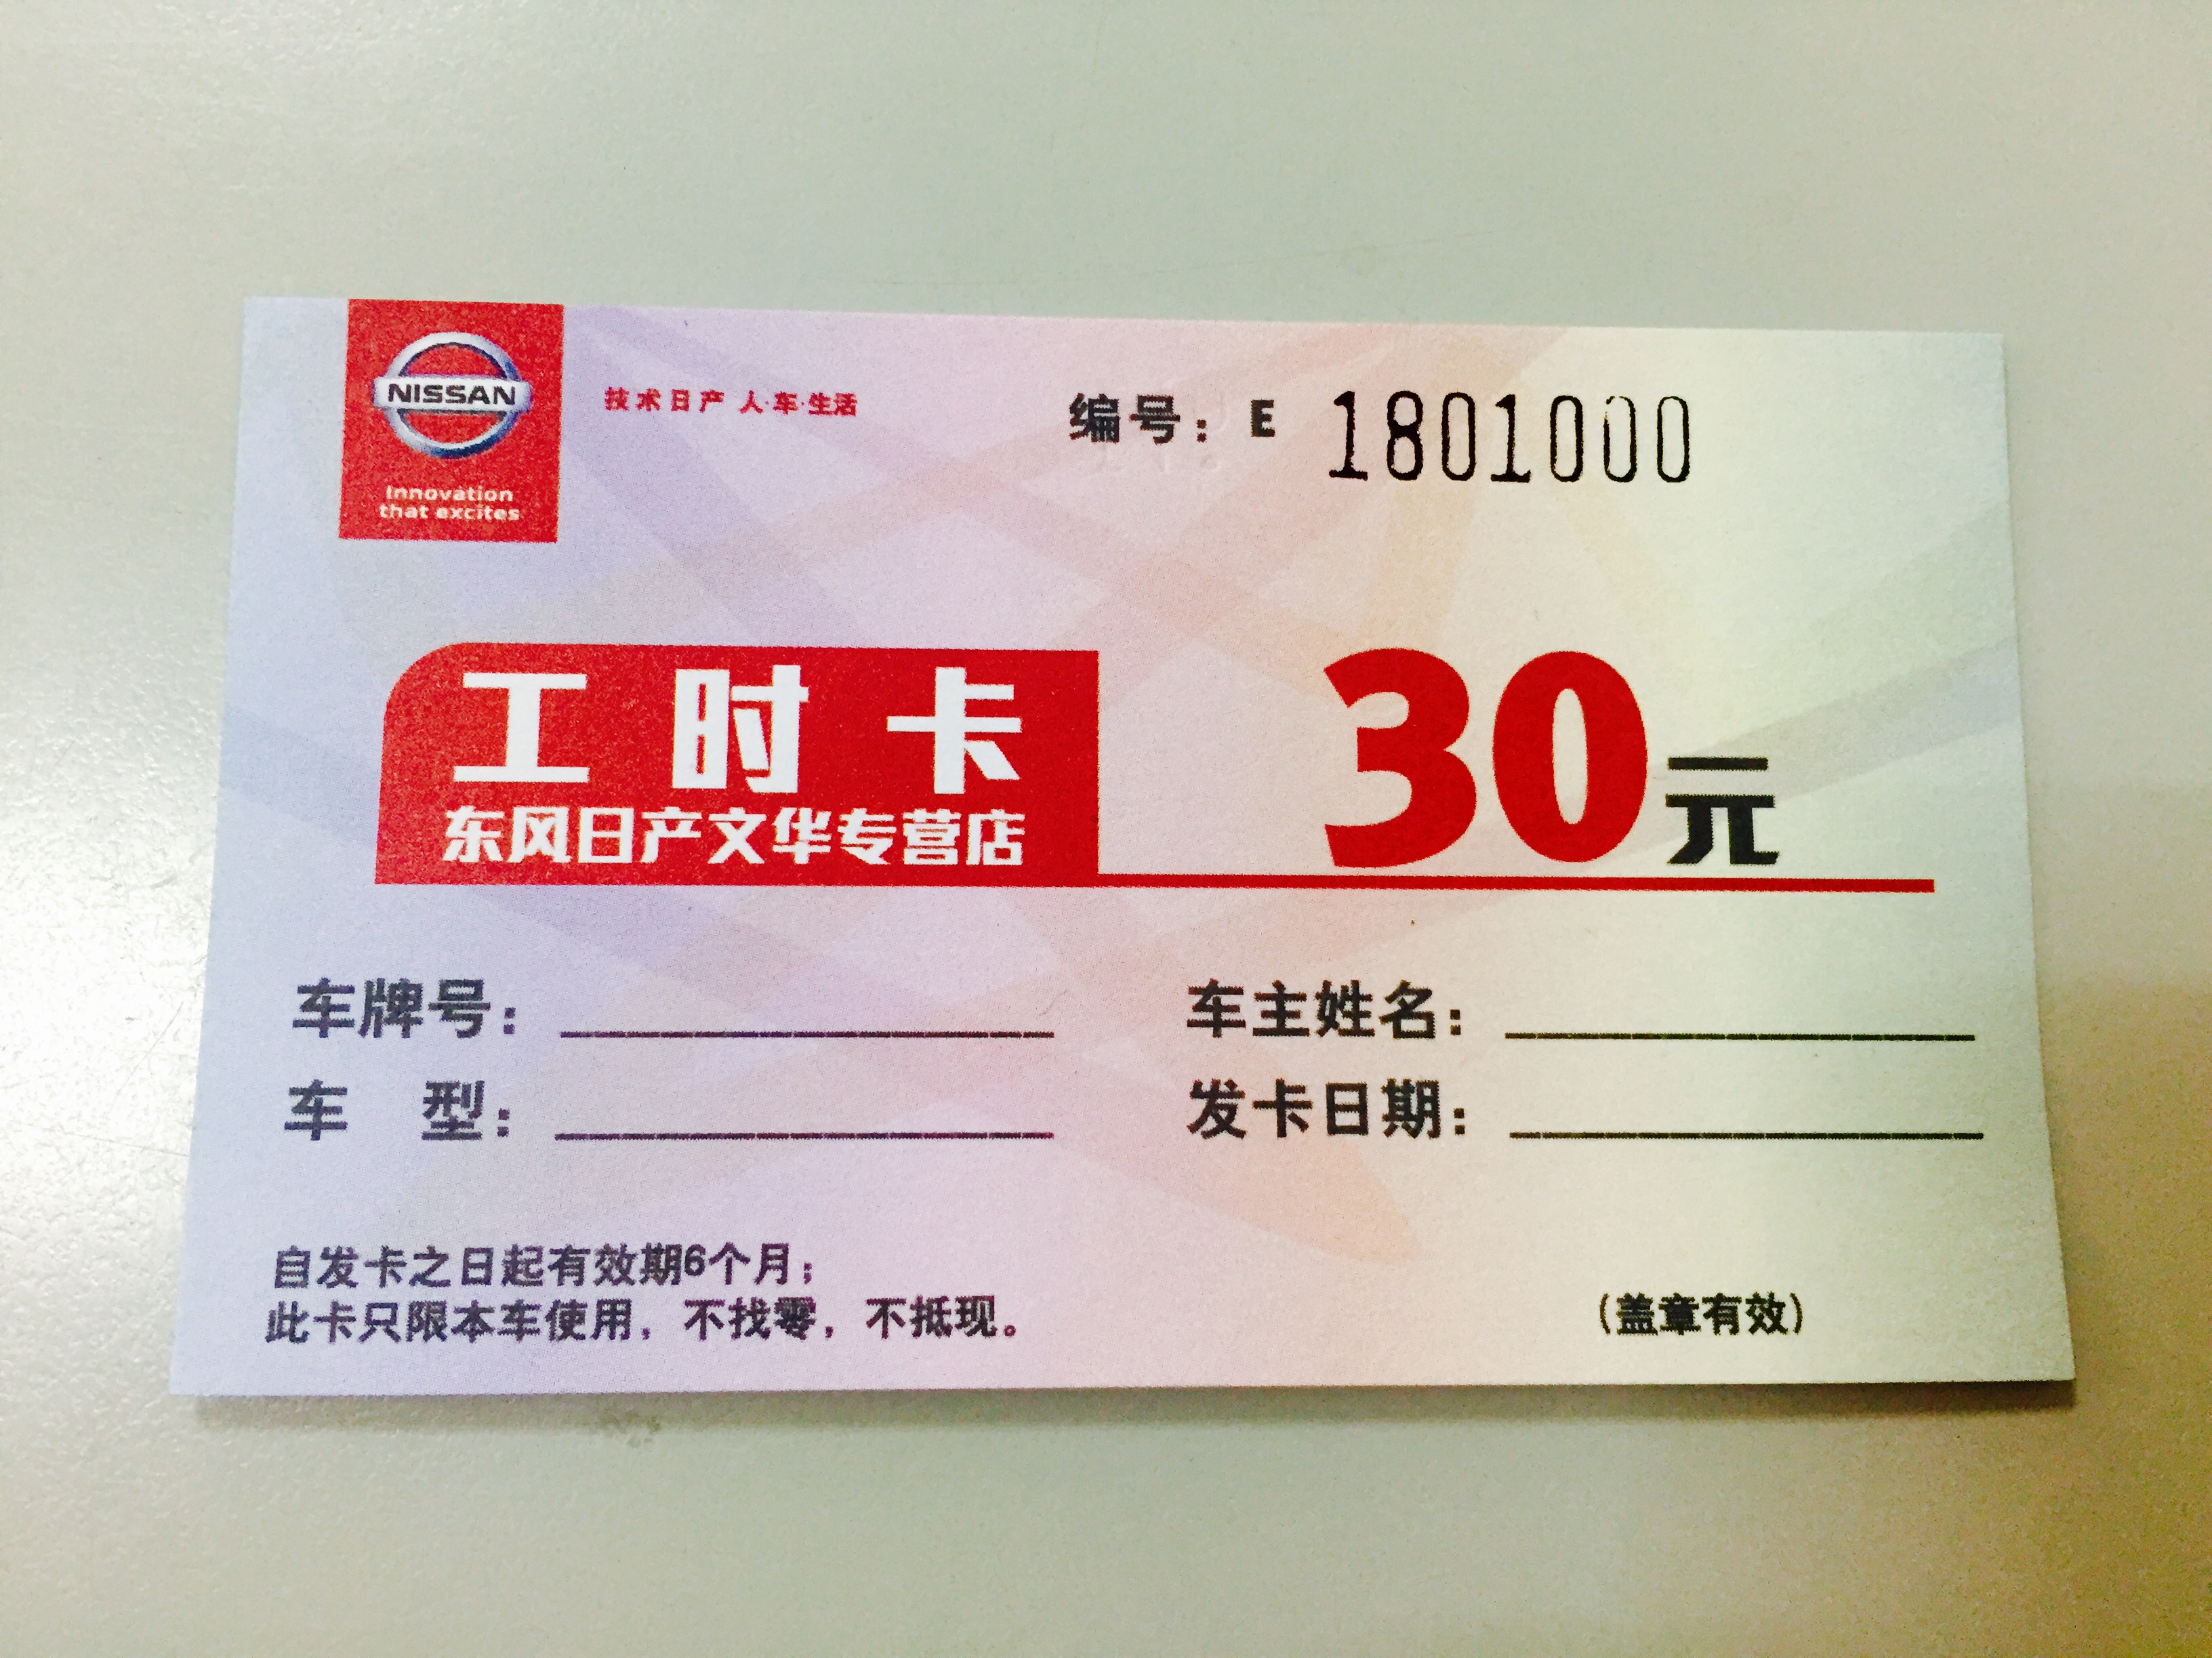 NISSAN
Innovation
that excites
技术日产 人·车·生活
编号：E 1801000
工时卡
东风日产文华专营店
30元
车牌号：
车主姓名：
车 型：
发卡日期：
自发卡之日起有效期6个月；
此卡只限本车使用，不找零，不抵现。
（盖章有效）